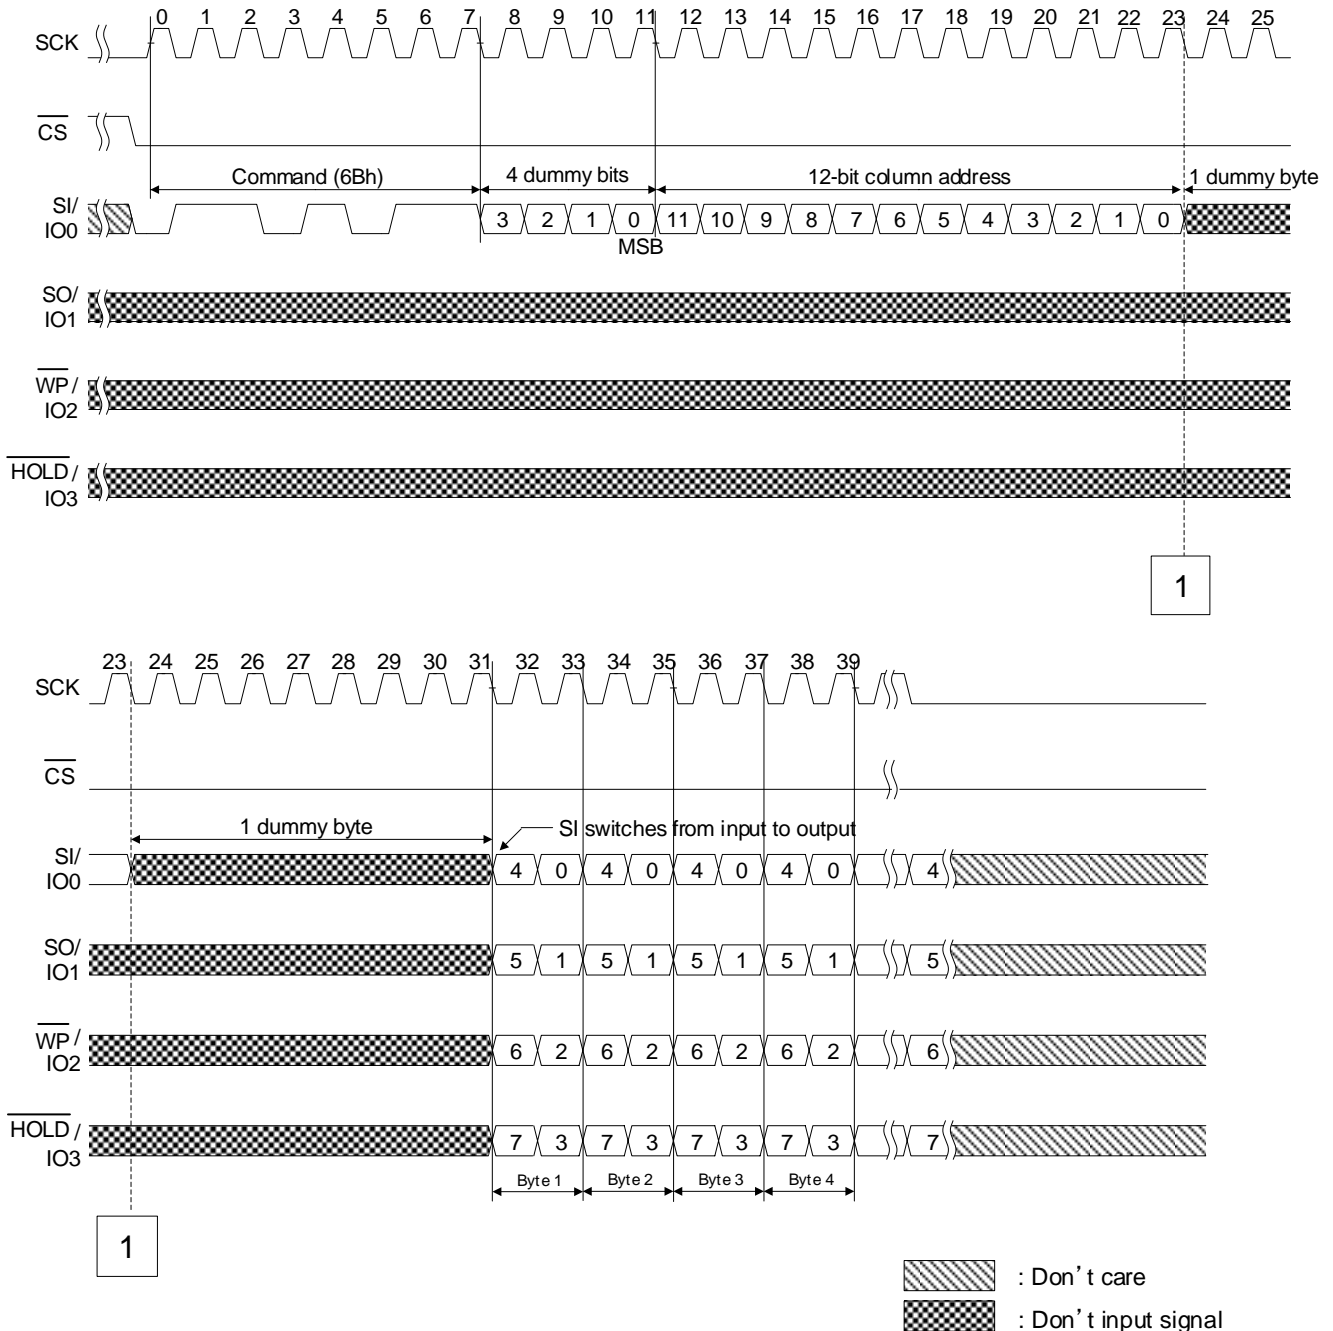 0 1 2 3 4 5 6 7 8 9 10 11 12 13 14 15 16 17 18 19 20 21 22 23 24 25
SCK
CS
Command (6Bh) 4 dummy bits 12-bit column address 1 dummy byte
SI/
IO0
3 2 1 0 11 10 9 8 7 6 5 4 3 2 1 0
MSB
SO/
IO1
WP/
IO2
HOLD/
IO3
1
23 24 25 26 27 28 29 30 31 32 33 34 35 36 37 38 39
SCK
CS
1 dummy byte
SI switches from input to output
SI/
IO0
4 0 4 0 4 0 4 0 4
SO/
IO1
5 1 5 1 5 1 5 1 5
WP/
IO2
6 2 6 2 6 2 6 2 6
HOLD/
IO3
7 3 7 3 7 3 7 3 7
Byte 1 Byte 2 Byte 3 Byte 4
1
: Don't care
: Don't input signal